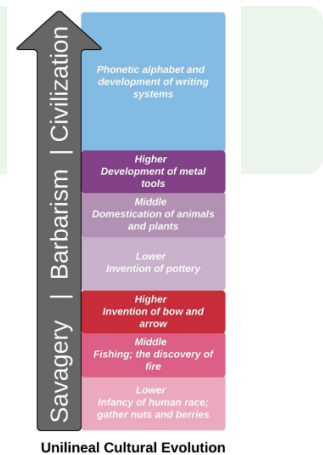 Phonetic alphabet and
development of writing
systems
Higher
Development of metal
tools
Middle
Domestication of animals
and plants
Lower
Invention of pottery
Higher
Invention of bow and
arrow
Middle
Fishing; the discovery of
fire
Lower
Infancy of human race;
gather nuts and berries
Savagery | Barbarism | Civilization
Unilineal Cultural Evolution